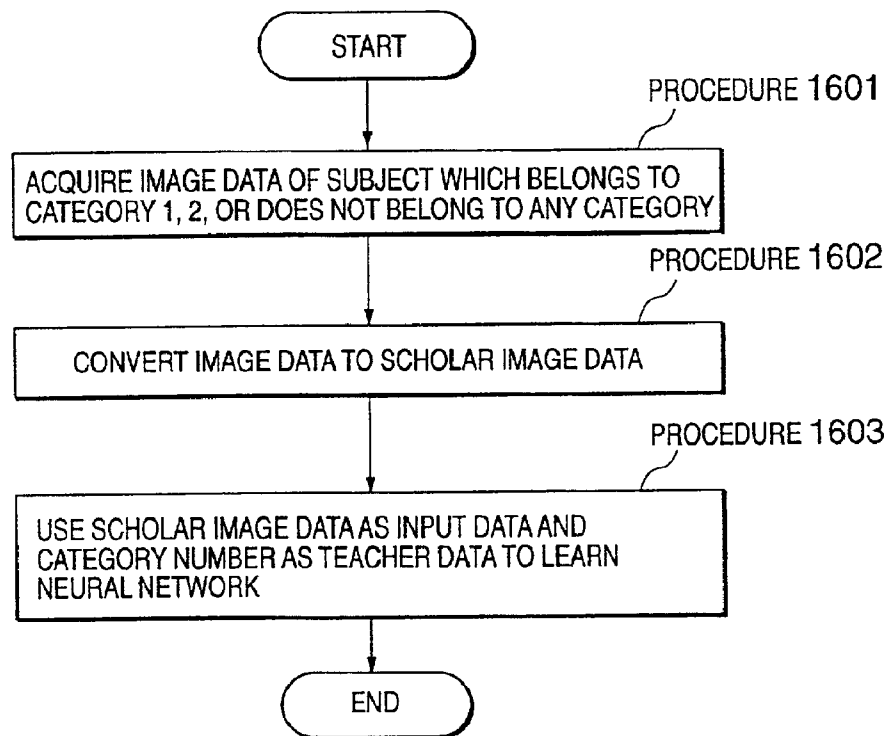 START
PROCEDURE 1601
ACQUIRE IMAGE DATA OF SUBJECT WHICH BELONGS TO
CATEGORY 1, 2, OR DOES NOT BELONG TO ANY CATEGORY
PROCEDURE 1602
CONVERT IMAGE DATA TO SCHOLAR IMAGE DATA
PROCEDURE 1603
USE SCHOLAR IMAGE DATA AS INPUT DATA AND
CATEGORY NUMBER AS TEACHER DATA TO LEARN
NEURAL NETWORK
END